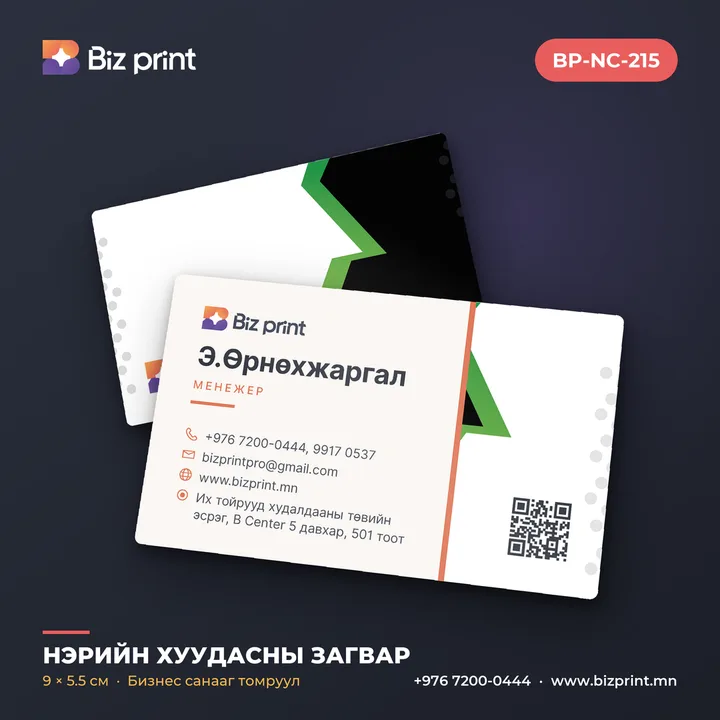 Biz print
BP-NC-215
Biz print
Э.Өрнөхжаргал
МЕНЕЖЕР
+976 7200-0444, 9917 0537
bizprintpro@gmail.com
www.bizprint.mn
Их тойрууд худалдааны төвийн
эсрэг, B Center 5 давхар, 501 тоот
НЭРИЙН ХУУДАСНЫ ЗАГВАР
9 × 5.5 см · Бизнес санааг томруул
+976 7200-0444 · www.bizprint.mn